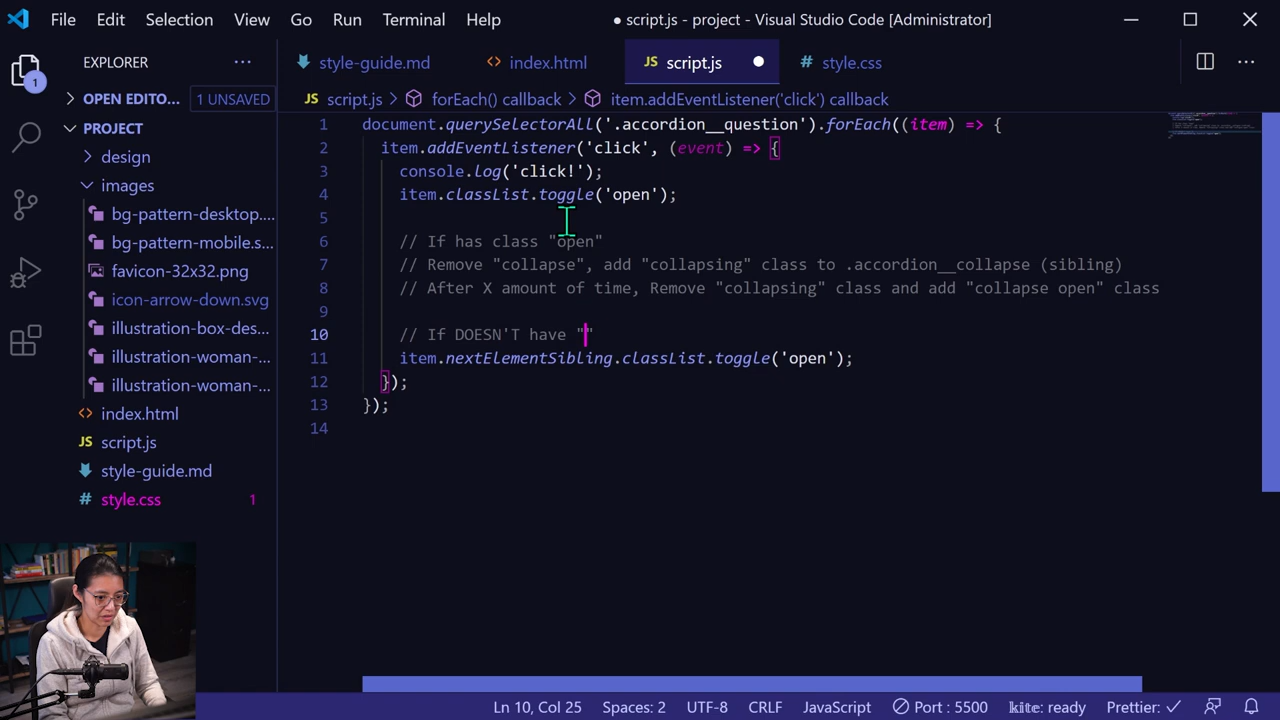 File Edit Selection View Go Run Terminal Help
● script.js - project - Visual Studio Code [Administrator]
EXPLORER
1
OPEN EDITO...
1 UNSAVED
PROJECT
design
images
bg-pattern-desktop....
bg-pattern-mobile.s...
favicon-32x32.png
icon-arrow-down.svg
illustration-box-des...
illustration-woman-...
illustration-woman-...
index.html
JS script.js
style-guide.md
# style.css 1
style-guide.md
<> index.html
JS script.js ●
# style.css
JS script.js > forEach() callback > item.addEventListener('click') callback
1 document.querySelectorAll('.accordion__question').forEach((item) => {
2 item.addEventListener('click', (event) => {
3 console.log('click!');
4 item.classList.toggle('open');
5
6 // If has class "open"
7 // Remove "collapse", add "collapsing" class to .accordion__collapse (sibling)
8 // After X amount of time, Remove "collapsing" class and add "collapse open" class
9
10 // If DOESN'T have ""
11 item.nextElementSibling.classList.toggle('open');
12 });
13 });
14
Ln 10, Col 25 Spaces: 2 UTF-8 CRLF JavaScript Port : 5500 kite: ready Prettier: ✓